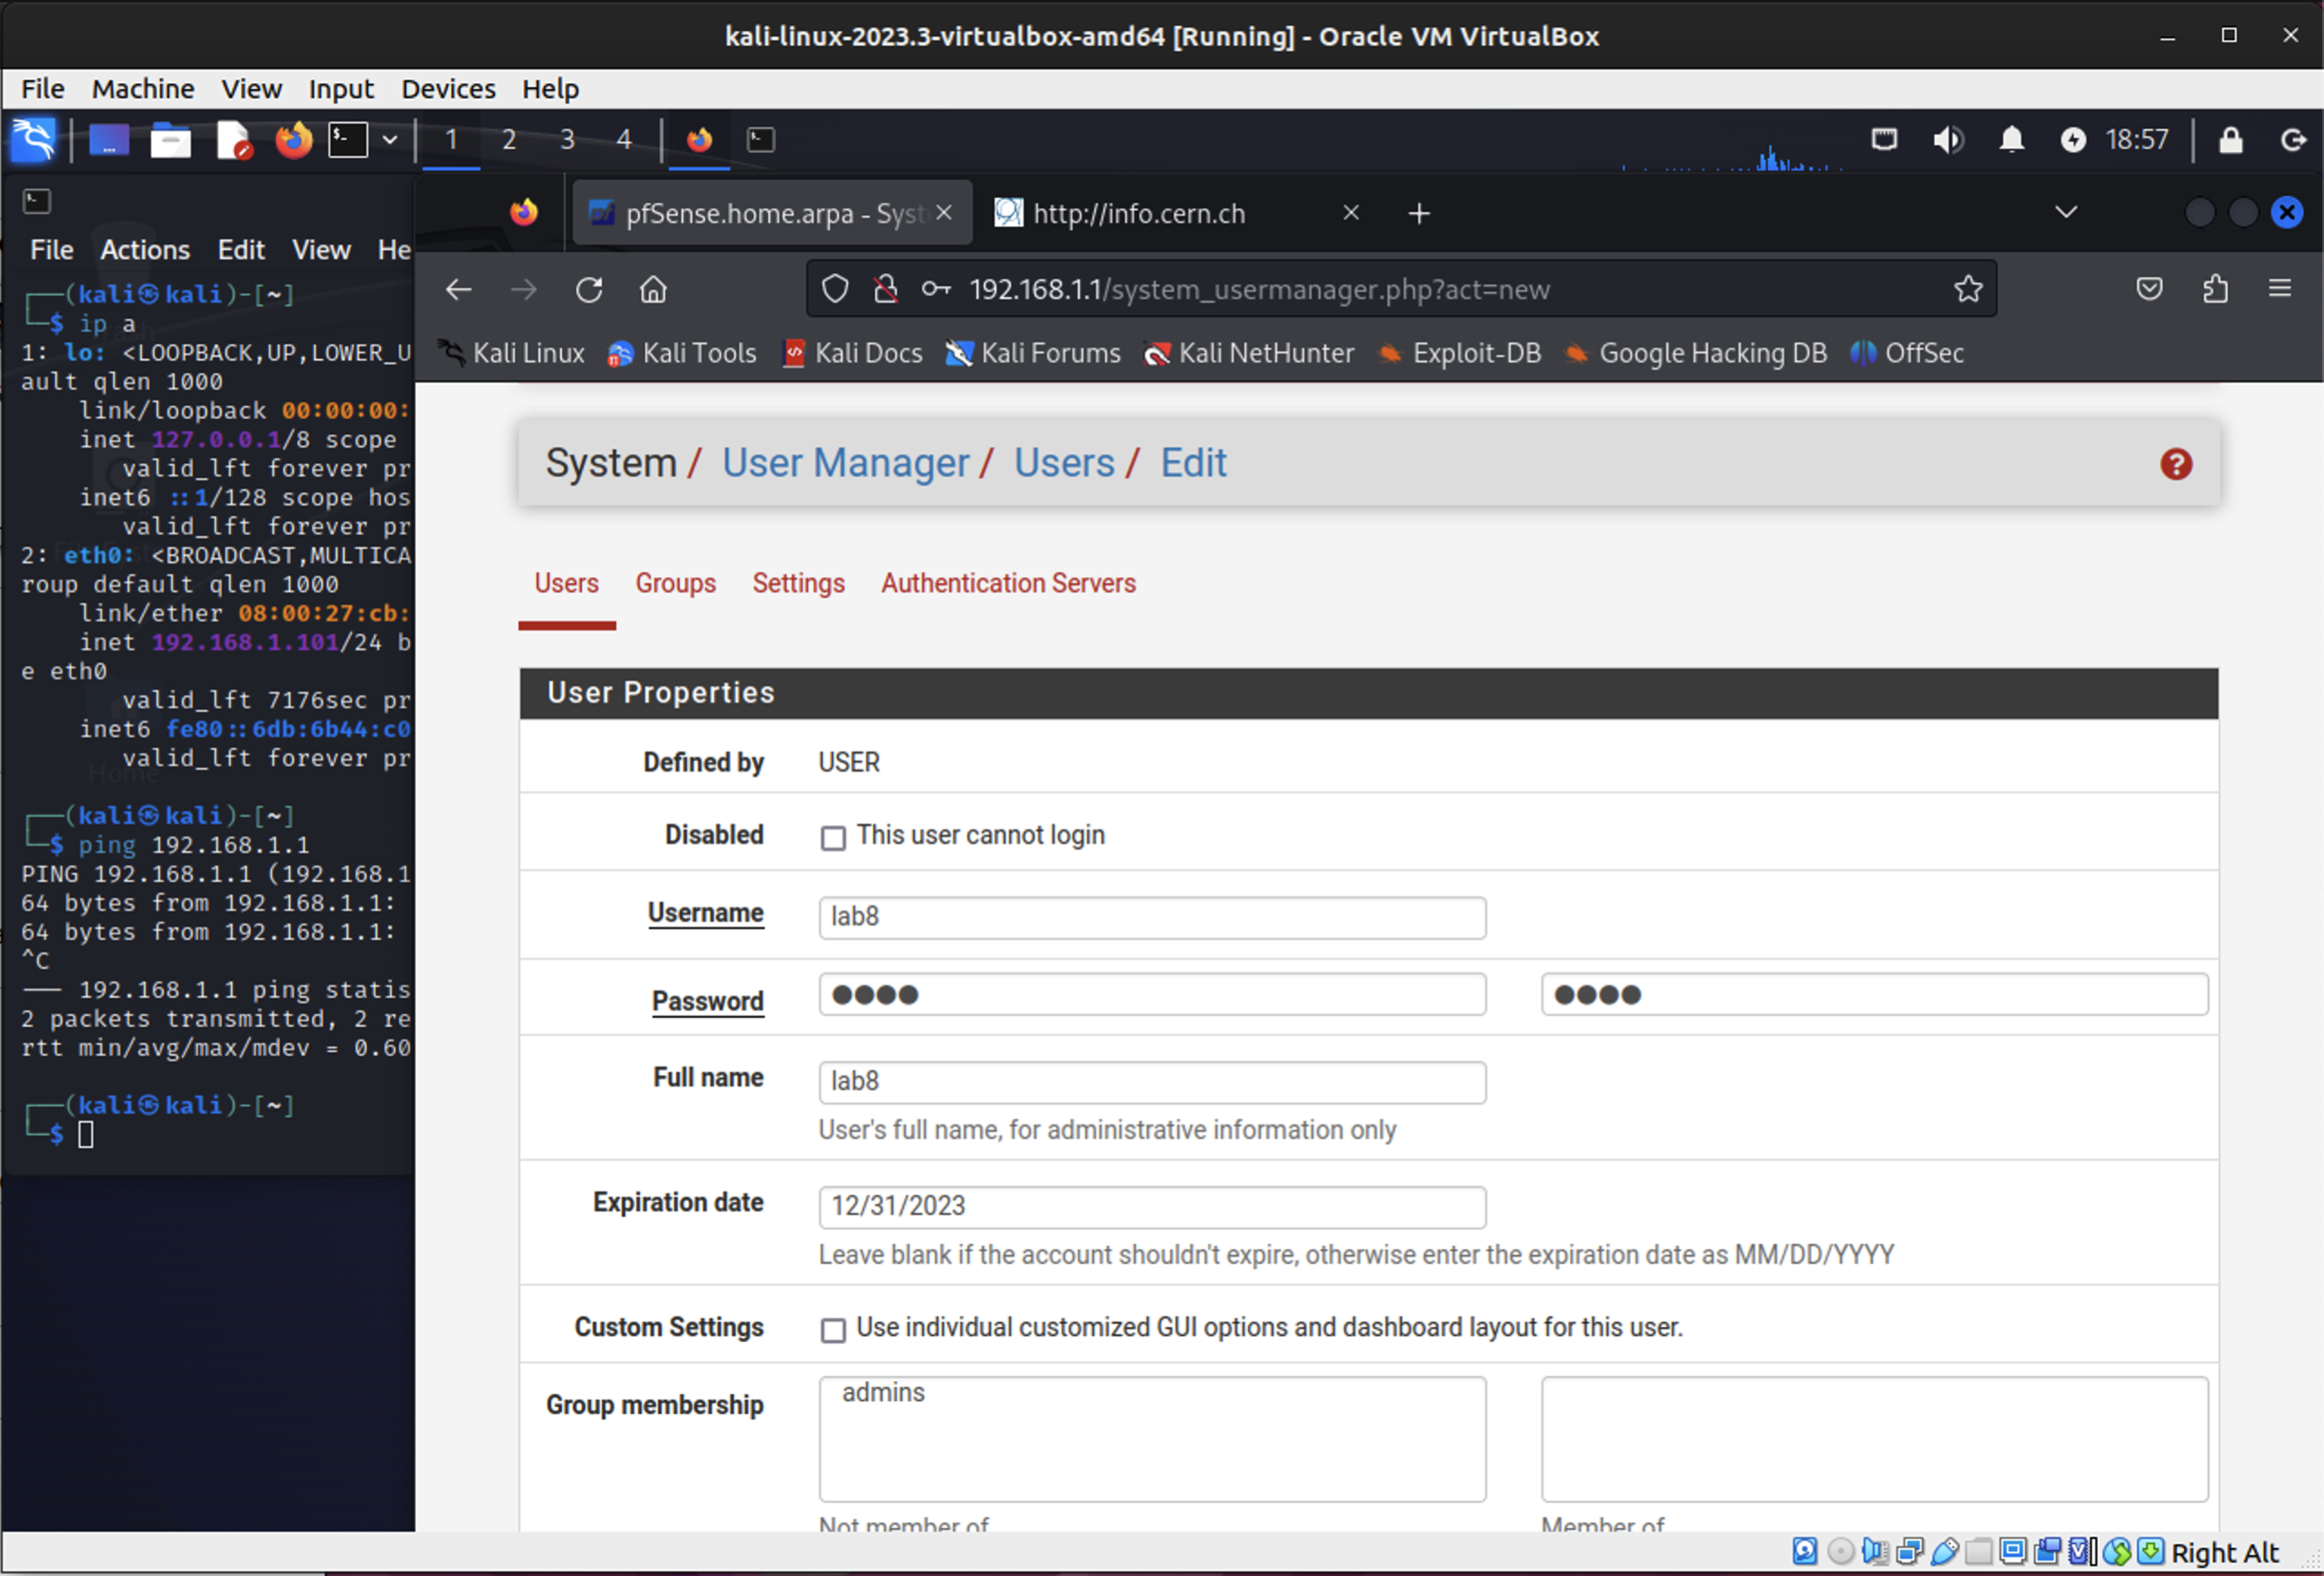 kali-linux-2023.3-virtualbox-amd64 [Running] - Oracle VM VirtualBox
File Machine View Input Devices Help
1 2 3 4 18:57
pfSense.home.arpa - Syst http://info.cern.ch
File Actions Edit View He
192.168.1.1/system_usermanager.php?act=new
Kali Linux Kali Tools Kali Docs Kali Forums Kali NetHunter Exploit-DB Google Hacking DB OffSec
(kali㉿kali)-[~]
$ ip a
1: lo: <LOOPBACK,UP,LOWER_U
ault qlen 1000
link/loopback 00:00:00:
inet 127.0.0.1/8 scope
valid_lft forever pr
inet6 ::1/128 scope hos
valid_lft forever pr
2: eth0: <BROADCAST,MULTICA
roup default qlen 1000
link/ether 08:00:27:cb:
inet 192.168.1.101/24 b
e eth0
valid_lft 7176sec pr
inet6 fe80::6db:6b44:c0
valid_lft forever pr
Home
(kali㉿kali)-[~]
$ ping 192.168.1.1
PING 192.168.1.1 (192.168.1
64 bytes from 192.168.1.1:
64 bytes from 192.168.1.1:
^C
--- 192.168.1.1 ping statis
2 packets transmitted, 2 re
rtt min/avg/max/mdev = 0.60
(kali㉿kali)-[~]
$
System / User Manager / Users / Edit
Users Groups Settings Authentication Servers
User Properties
Defined by USER
Disabled This user cannot login
Username lab8
Password ●●●● ●●●●
Full name lab8
User's full name, for administrative information only
Expiration date 12/31/2023
Leave blank if the account shouldn't expire, otherwise enter the expiration date as MM/DD/YYYY
Custom Settings Use individual customized GUI options and dashboard layout for this user.
Group membership admins
Not member of Member of
Right Alt